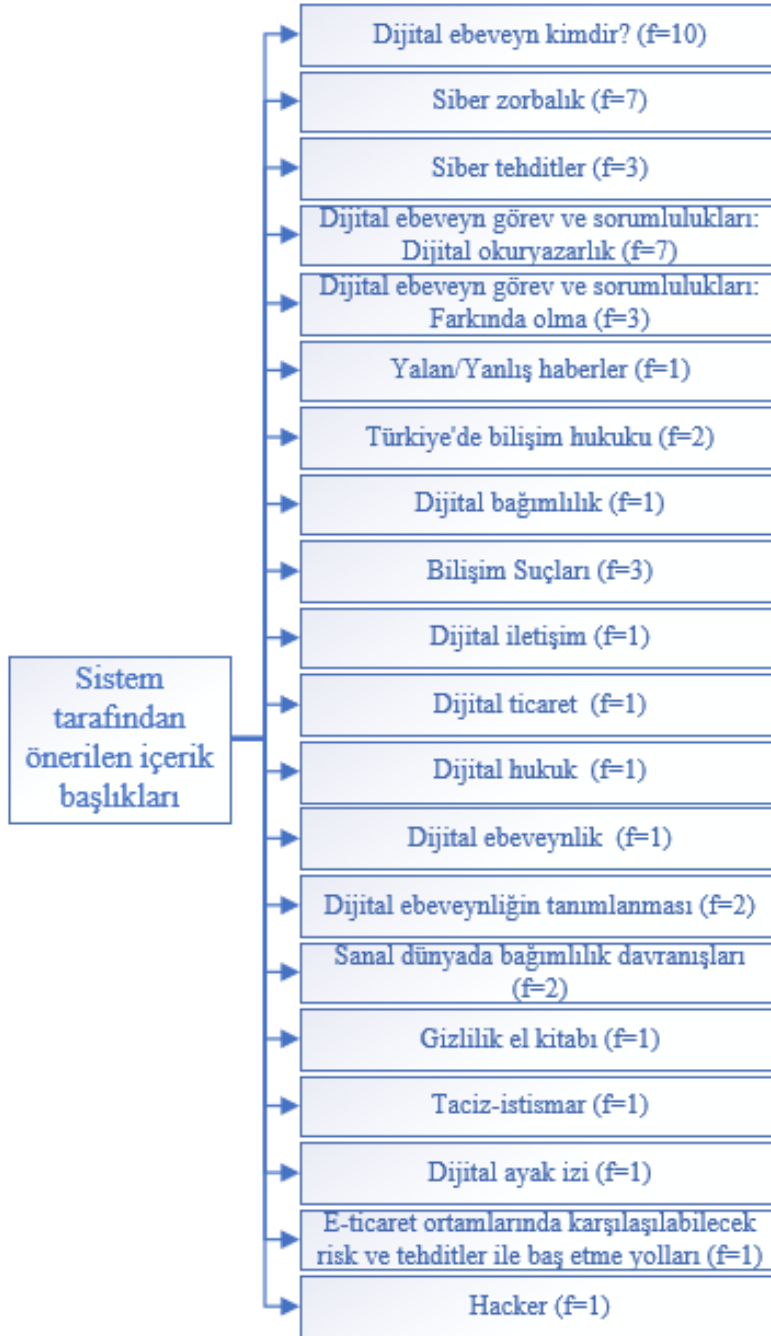 Dijital ebeveyn kimdir? (f=10)
Siber zorbalık (f=7)
Siber tehditler (f=3)
Dijital ebeveyn görev ve sorumlulukları:
Dijital okuryazarlık (f=7)
Dijital ebeveyn görev ve sorumlulukları:
Farkında olma (f=3)
Yalan/Yanlış haberler (f=1)
Türkiye'de bilişim hukuku (f=2)
Dijital bağımlılık (f=1)
Bilişim Suçları (f=3)
Dijital iletişim (f=1)
Sistem
tarafından
önerilen içerik
başlıkları
Dijital ticaret (f=1)
Dijital hukuk (f=1)
Dijital ebeveynlik (f=1)
Dijital ebeveynliğin tanımlanması (f=2)
Sanal dünyada bağımlılık davranışları
(f=2)
Gizlilik el kitabı (f=1)
Taciz-istismar (f=1)
Dijital ayak izi (f=1)
E-ticaret ortamlarında karşılaşılabilecek
risk ve tehditler ile baş etme yolları (f=1)
Hacker (f=1)